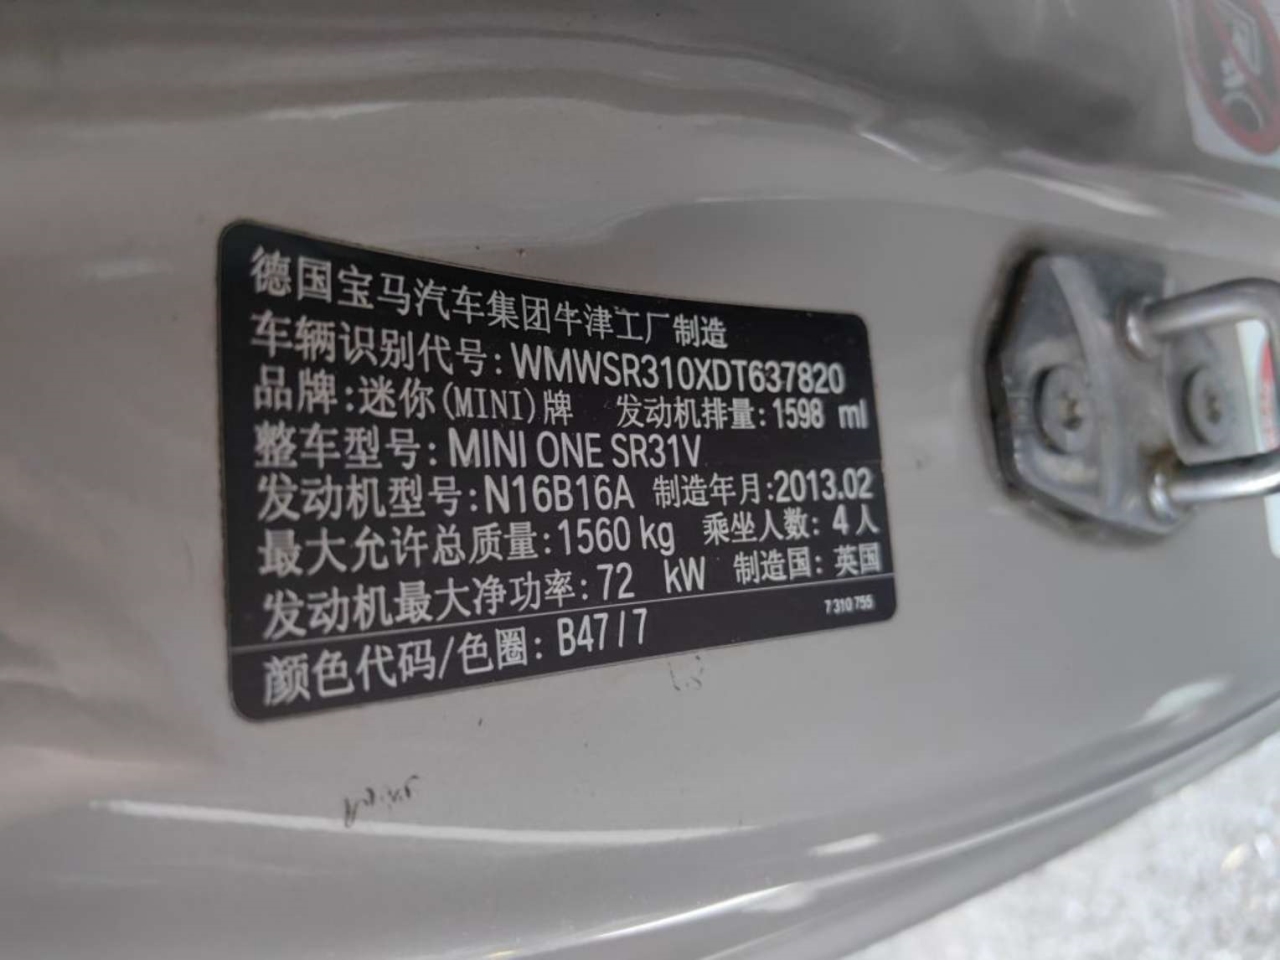 德国宝马汽车集团牛津工厂制造
车辆识别代号: WMWSR310XDT637820
品牌: 迷你(MINI)牌 发动机排量: 1598 ml
整车型号: MINI ONE SR31V
发动机型号: N16B16A 制造年月: 2013.02
最大允许总质量: 1560 kg 乘坐人数: 4人
发动机最大净功率: 72 kW 制造国: 英国
7 310 755
颜色代码/色圈: B47/7